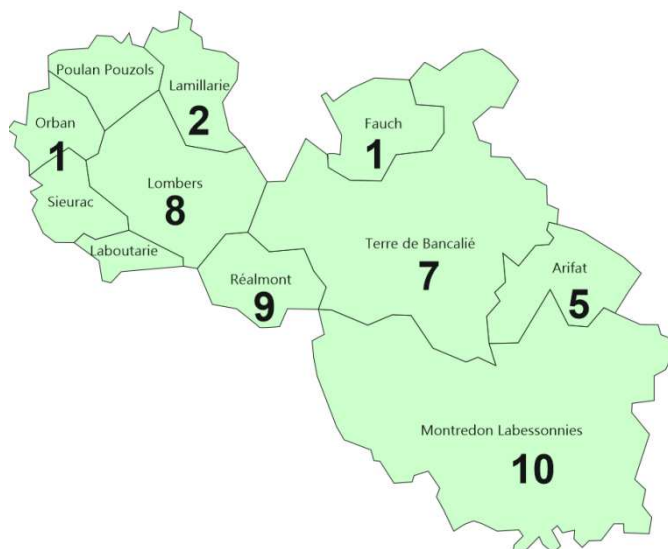 Poulan Pouzols
Lamillarie
2
Orban
1
Fauch
1
Lombers
8
Sieurac
Laboutarie
Réalmont
9
Terre de Bancalié
7
Arifat
5
Montredon Labessonnies
10